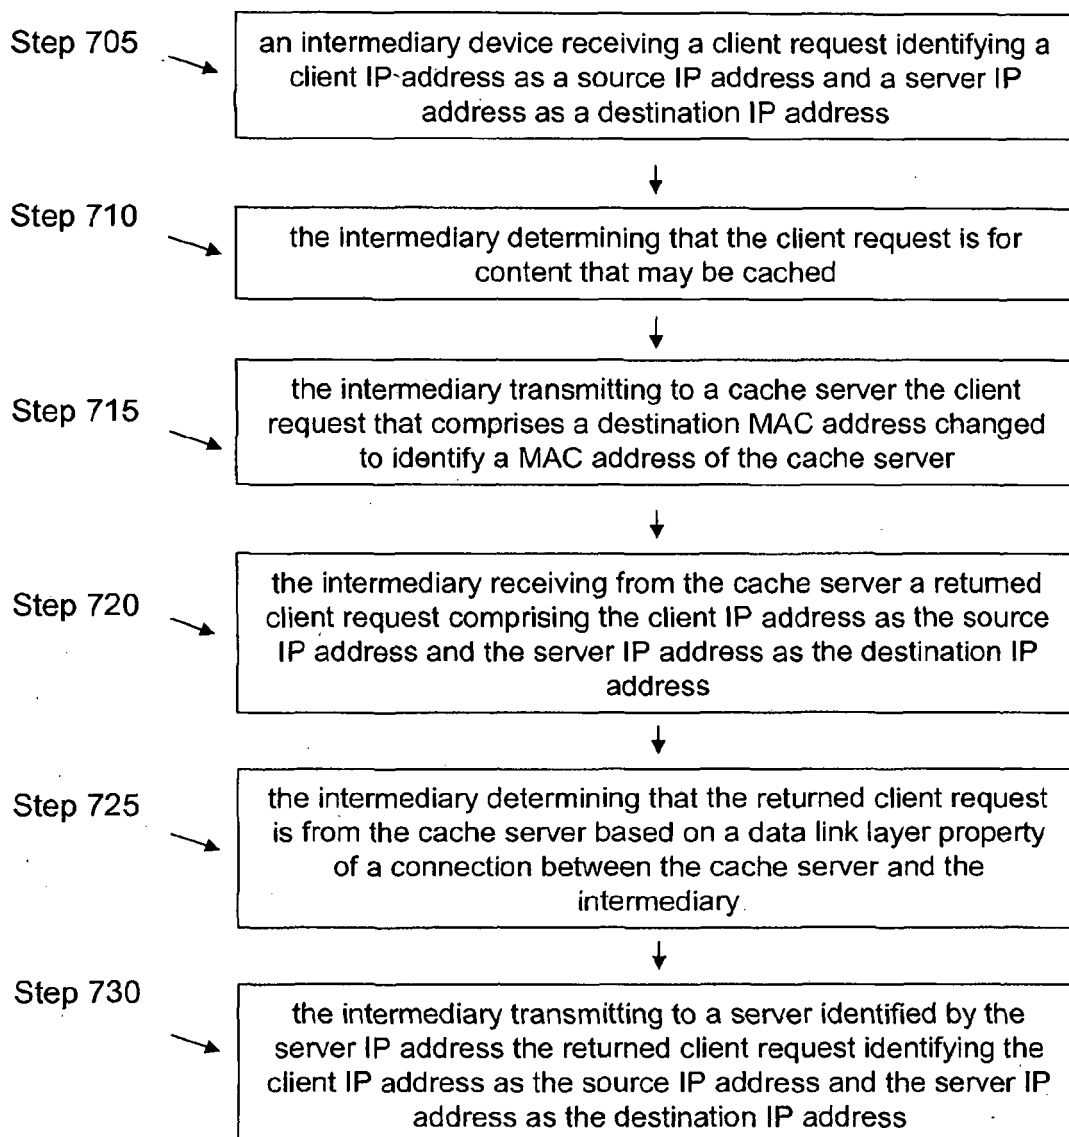 Step 705
an intermediary device receiving a client request identifying a
client IP address as a source IP address and a server IP
address as a destination IP address
Step 710
the intermediary determining that the client request is for
content that may be cached
Step 715
the intermediary transmitting to a cache server the client
request that comprises a destination MAC address changed
to identify a MAC address of the cache server
Step 720
the intermediary receiving from the cache server a returned
client request comprising the client IP address as the source
IP address and the server IP address as the destination IP
address
Step 725
the intermediary determining that the returned client request
is from the cache server based on a data link layer property
of a connection between the cache server and the
intermediary
Step 730
the intermediary transmitting to a server identified by the
server IP address the returned client request identifying the
client IP address as the source IP address and the server IP
address as the destination IP address